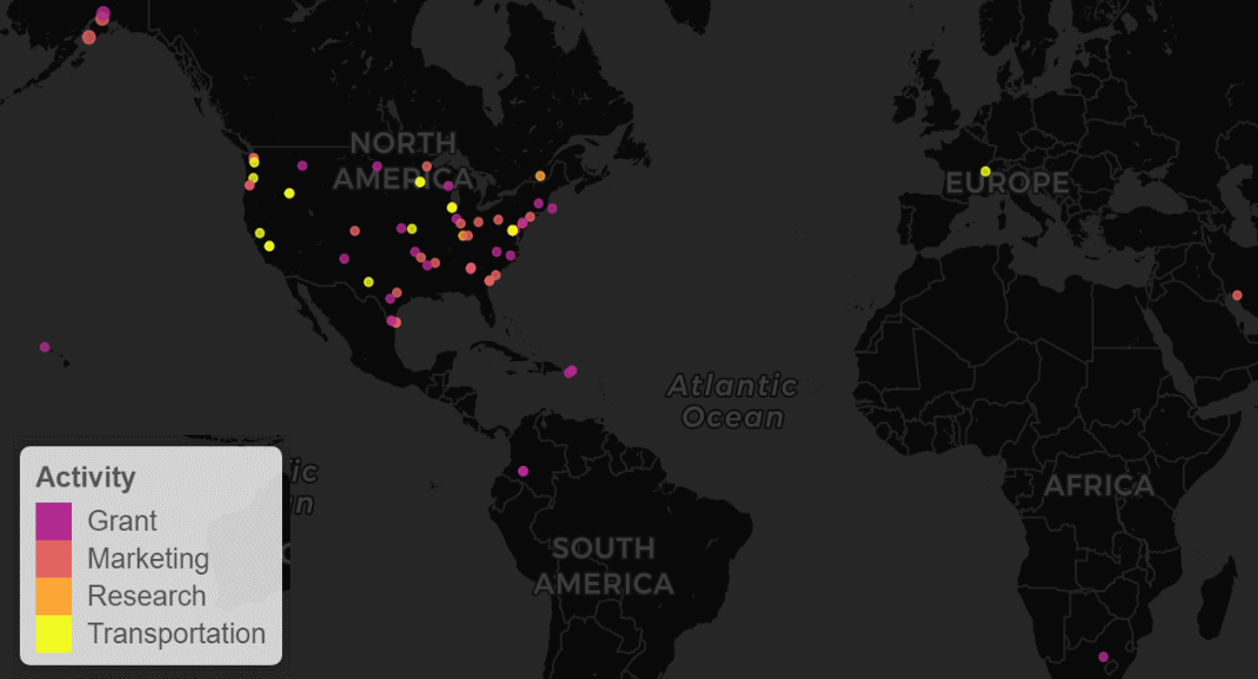 NORTH
AMERICA
EUROPE
Atlantic
Ocean
ic
n
AFRICA
SOUTH
AMERICA
Activity
Grant
Marketing
Research
Transportation